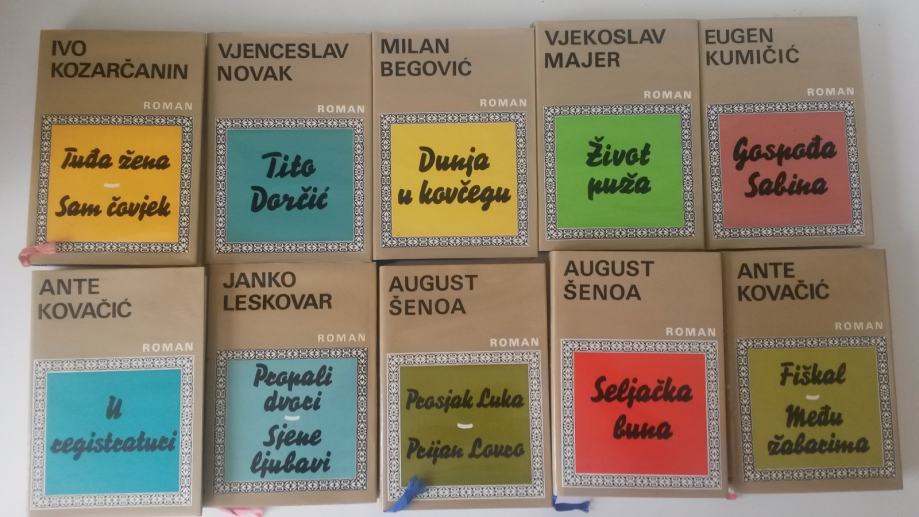 IVO
KOZARČANIN
ROMAN
Tuđa žena
Sam čovjek
VJENCESLAV
NOVAK
ROMAN
Tito
Dorčić
MILAN
BEGOVIĆ
ROMAN
Dunja
u kovčegu
VJEKOSLAV
MAJER
ROMAN
Život
puža
EUGEN
KUMIČIĆ
ROMAN
Gospođa
Sabina
ANTE
KOVAČIĆ
ROMAN
U
registraturi
JANKO
LESKOVAR
ROMAN
Propali
dvori
Sjene
ljubavi
AUGUST
ŠENOA
ROMAN
Prosjak Luka
Prijan Lovro
AUGUST
ŠENOA
ROMAN
Seljačka
buna
ANTE
KOVAČIĆ
ROMAN
Fiškal
Među
žabarima